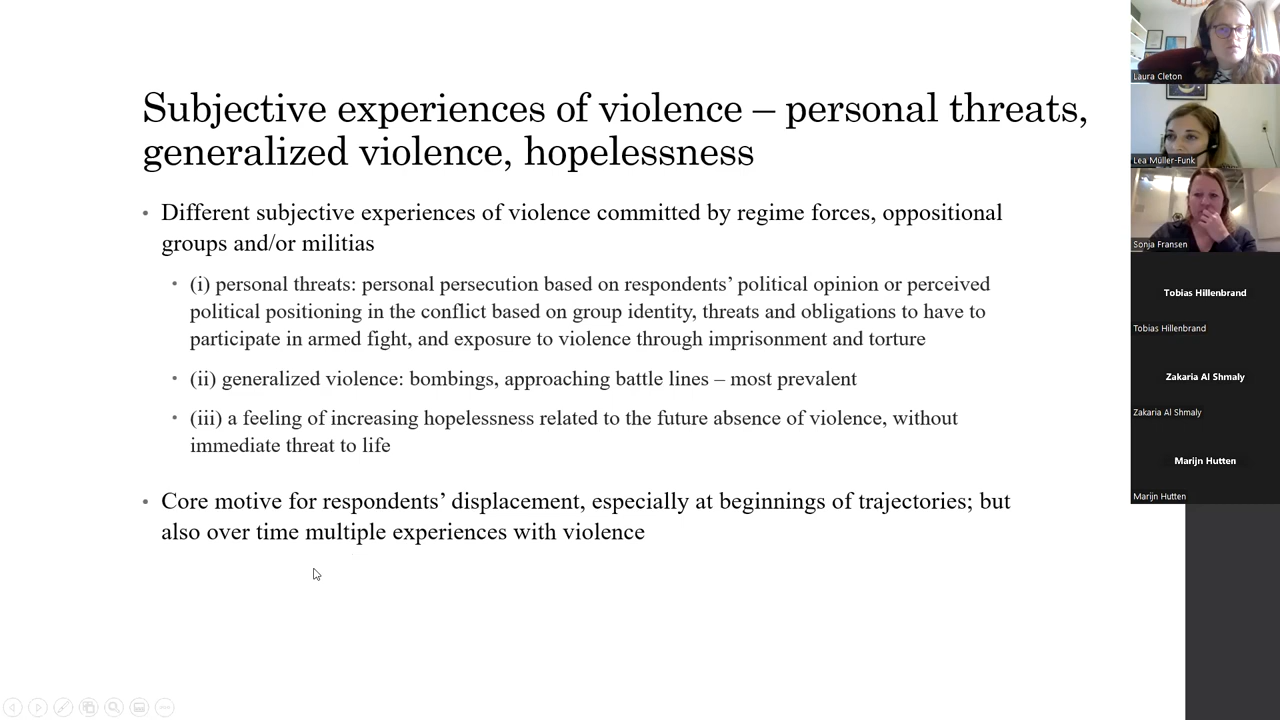 Subjective experiences of violence – personal threats,
generalized violence, hopelessness
• Different subjective experiences of violence committed by regime forces, oppositional
groups and/or militias
• (i) personal threats: personal persecution based on respondents’ political opinion or perceived
political positioning in the conflict based on group identity, threats and obligations to have to
participate in armed fight, and exposure to violence through imprisonment and torture
• (ii) generalized violence: bombings, approaching battle lines – most prevalent
• (iii) a feeling of increasing hopelessness related to the future absence of violence, without
immediate threat to life
• Core motive for respondents’ displacement, especially at beginnings of trajectories; but
also over time multiple experiences with violence
Laura Cleton
Lea Müller-Funk
Sonja Fransen
Tobias Hillenbrand
Tobias Hillenbrand
Zakaria Al Shmaly
Zakaria Al Shmaly
Marijn Hutten
Marijn Hutten